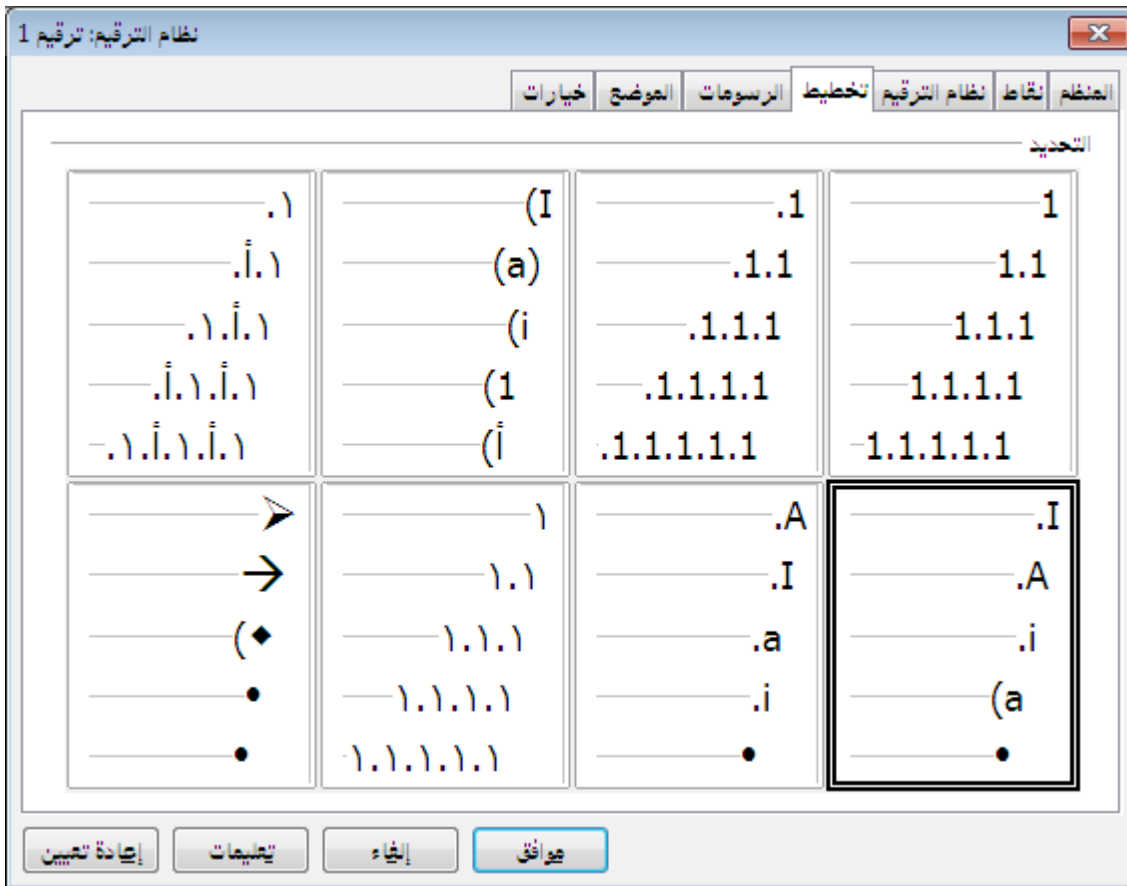 نظام الترقيم: ترقيم 1
المنظم نقاط نظام الترقيم تخطيط الرسومات الموضع خيارات
التحديد
1
1.1
1.1.1
1.1.1.1
1.1.1.1.1
1.
1.1.
1.1.1.
1.1.1.1.
1.1.1.1.1.
I)
(a)
i)
1)
أ)
١.
١.أ.
١.أ.١.
١.أ.١.أ.
١.أ.١.أ.١.
I.
A.
i.
a)
•
A.
I.
a.
i.
•
١
١.١
١.١.١
١.١.١.١
١.١.١.١.١
➢
→
◆)
•
•
موافق إلغاء تعليمات إعادة تعيين